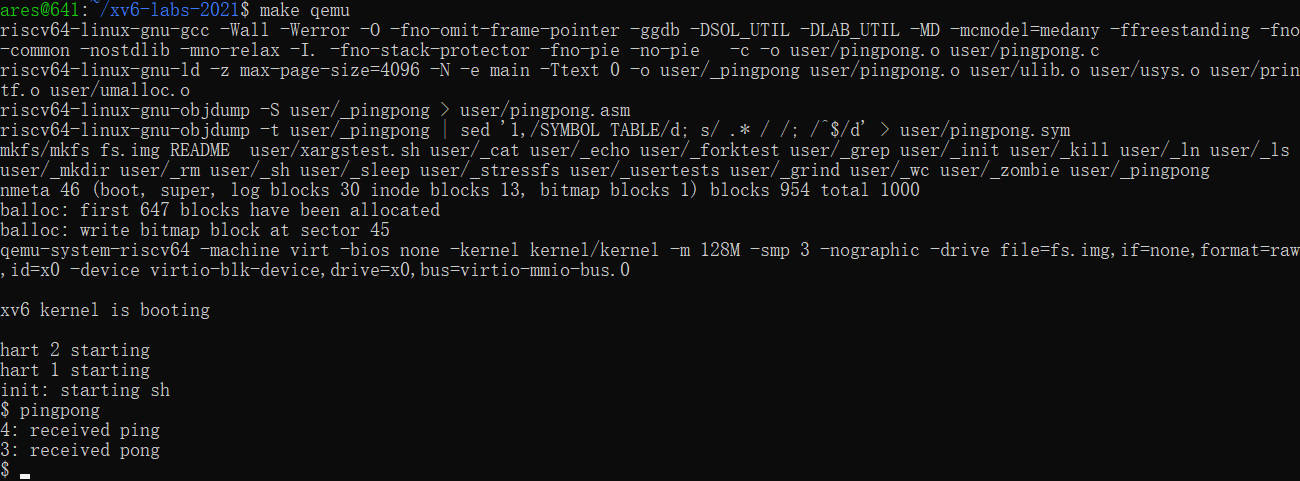 ares@641:~/xv6-labs-2021$ make qemu
riscv64-linux-gnu-gcc -Wall -Werror -O -fno-omit-frame-pointer -ggdb -DSOL_UTIL -DLAB_UTIL -MD -mcmodel=medany -ffreestanding -fno
-common -nostdlib -mno-relax -I. -fno-stack-protector -fno-pie -no-pie   -c -o user/pingpong.o user/pingpong.c
riscv64-linux-gnu-ld -z max-page-size=4096 -N -e main -Ttext 0 -o user/_pingpong user/pingpong.o user/ulib.o user/usys.o user/prin
tf.o user/umalloc.o
riscv64-linux-gnu-objdump -S user/_pingpong > user/pingpong.asm
riscv64-linux-gnu-objdump -t user/_pingpong | sed '1,/SYMBOL TABLE/d; s/ .* / /; /^$/d' > user/pingpong.sym
mkfs/mkfs fs.img README  user/xargstest.sh user/_cat user/_echo user/_forktest user/_grep user/_init user/_kill user/_ln user/_ls
user/_mkdir user/_rm user/_sh user/_sleep user/_stressfs user/_usertests user/_grind user/_wc user/_zombie user/_pingpong
nmeta 46 (boot, super, log blocks 30 inode blocks 13, bitmap blocks 1) blocks 954 total 1000
balloc: first 647 blocks have been allocated
balloc: write bitmap block at sector 45
qemu-system-riscv64 -machine virt -bios none -kernel kernel/kernel -m 128M -smp 3 -nographic -drive file=fs.img,if=none,format=raw
,id=x0 -device virtio-blk-device,drive=x0,bus=virtio-mmio-bus.0
xv6 kernel is booting
hart 2 starting
hart 1 starting
init: starting sh
$ pingpong
4: received ping
3: received pong
$